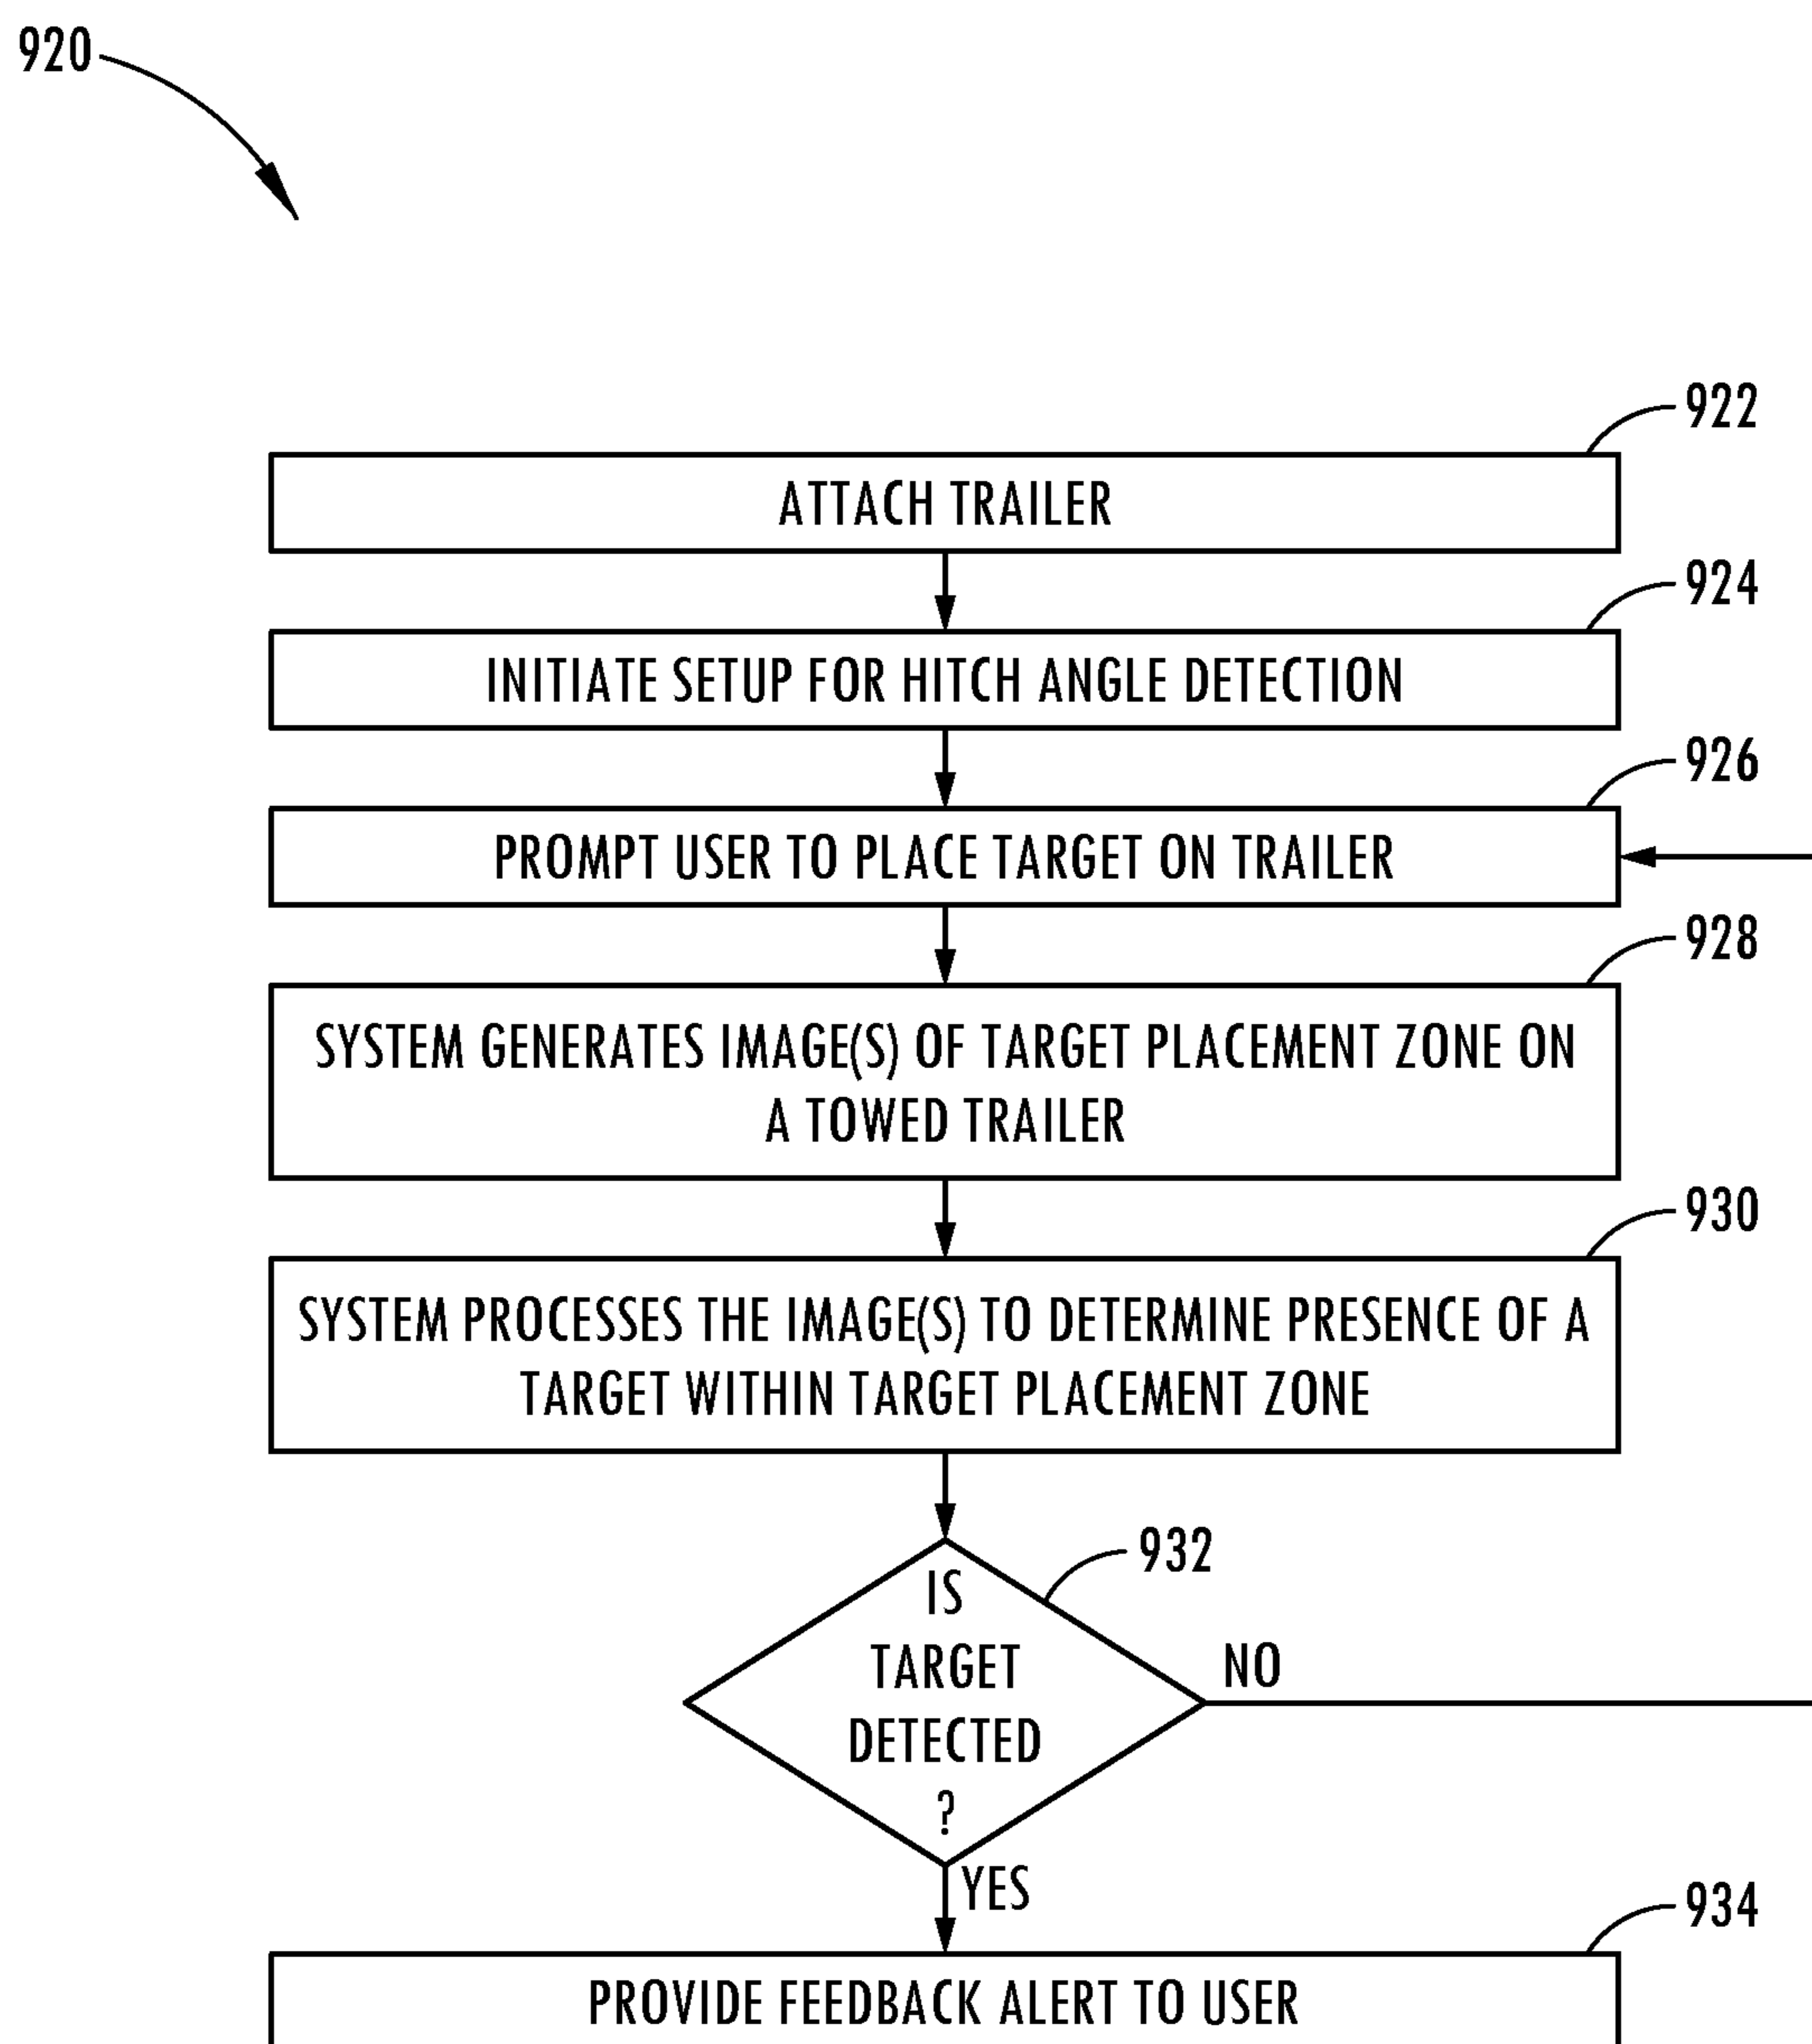 920
922
ATTACH TRAILER
924
INITIATE SETUP FOR HITCH ANGLE DETECTION
926
PROMPT USER TO PLACE TARGET ON TRAILER
928
SYSTEM GENERATES IMAGE(S) OF TARGET PLACEMENT ZONE ON
A TOWED TRAILER
930
SYSTEM PROCESSES THE IMAGE(S) TO DETERMINE PRESENCE OF A
TARGET WITHIN TARGET PLACEMENT ZONE
932
IS
TARGET
DETECTED
?
NO
YES
934
PROVIDE FEEDBACK ALERT TO USER